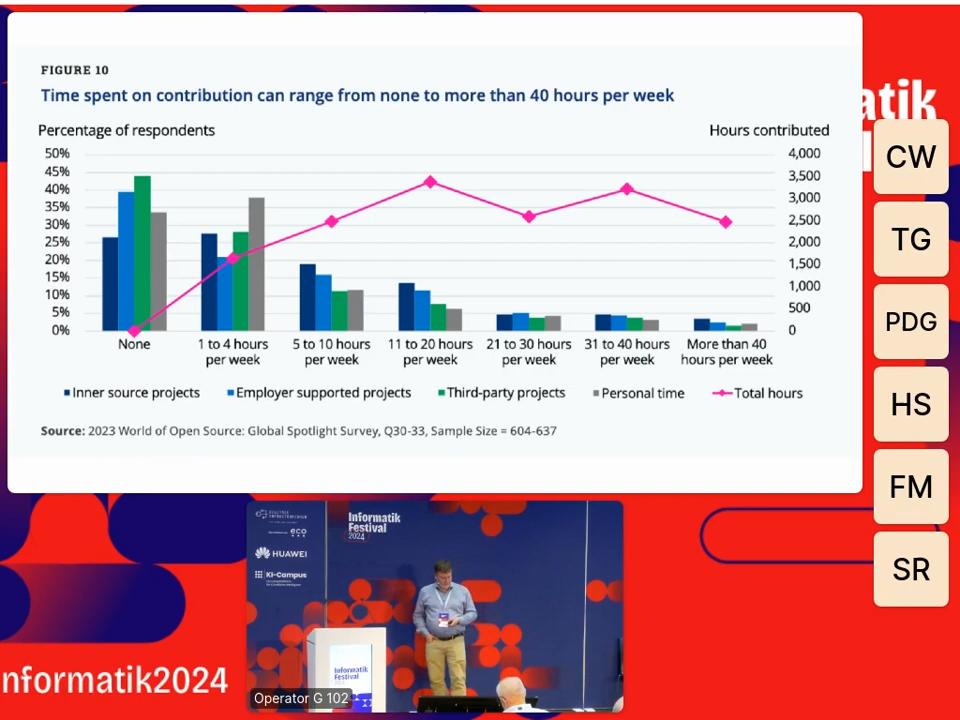 FIGURE 10
Time spent on contribution can range from none to more than 40 hours per week
Percentage of respondents
Hours contributed
50%
45%
40%
35%
30%
25%
20%
15%
10%
5%
0%
4,000
3,500
3,000
2,500
2,000
1,500
1,000
500
0
None
1 to 4 hours
per week
5 to 10 hours
per week
11 to 20 hours
per week
21 to 30 hours
per week
31 to 40 hours
per week
More than 40
hours per week
Inner source projects
Employer supported projects
Third-party projects
Personal time
Total hours
Source: 2023 World of Open Source: Global Spotlight Survey, Q30-33, Sample Size = 604-637
atik
CW
TG
PDG
HS
FM
SR
eco
HUAWEI
KI-Campus
Informatik
Festival
2024
Informatik
Festival
Operator G 102
nformatik2024